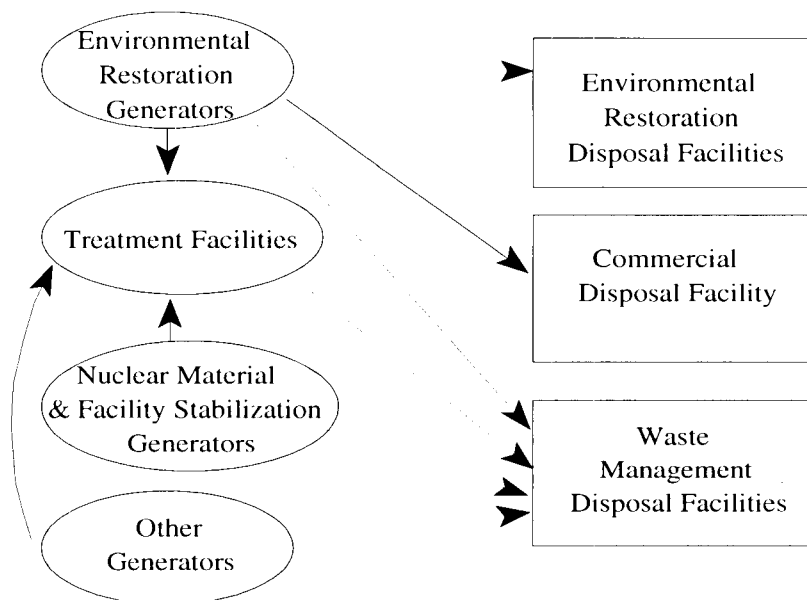 Environmental
Restoration
Generators
Treatment Facilities
Nuclear Material
& Facility Stabilization
Generators
Other
Generators
Environmental
Restoration
Disposal Facilities
Commercial
Disposal Facility
Waste
Management
Disposal Facilities